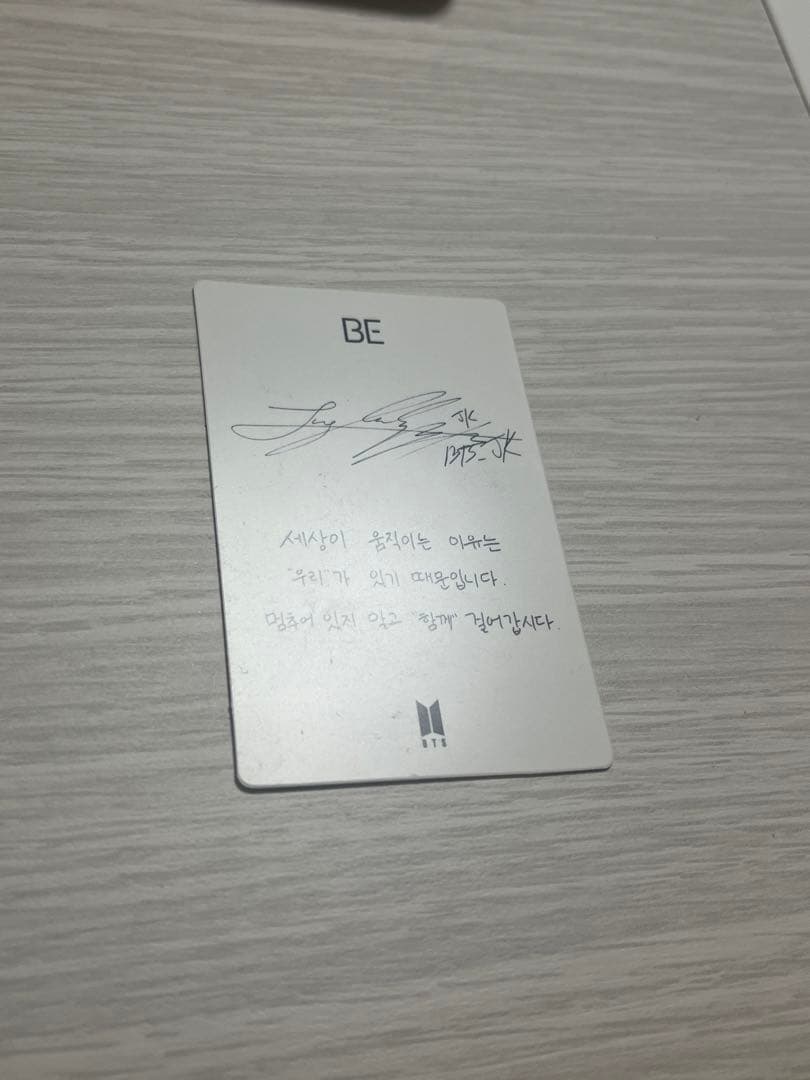 BE
JK
BTS_JK
세상이 움직이는 이유는
"우리"가 있기 때문입니다.
멈추어 있지 말고 "함께" 걸어갑시다.
BTS